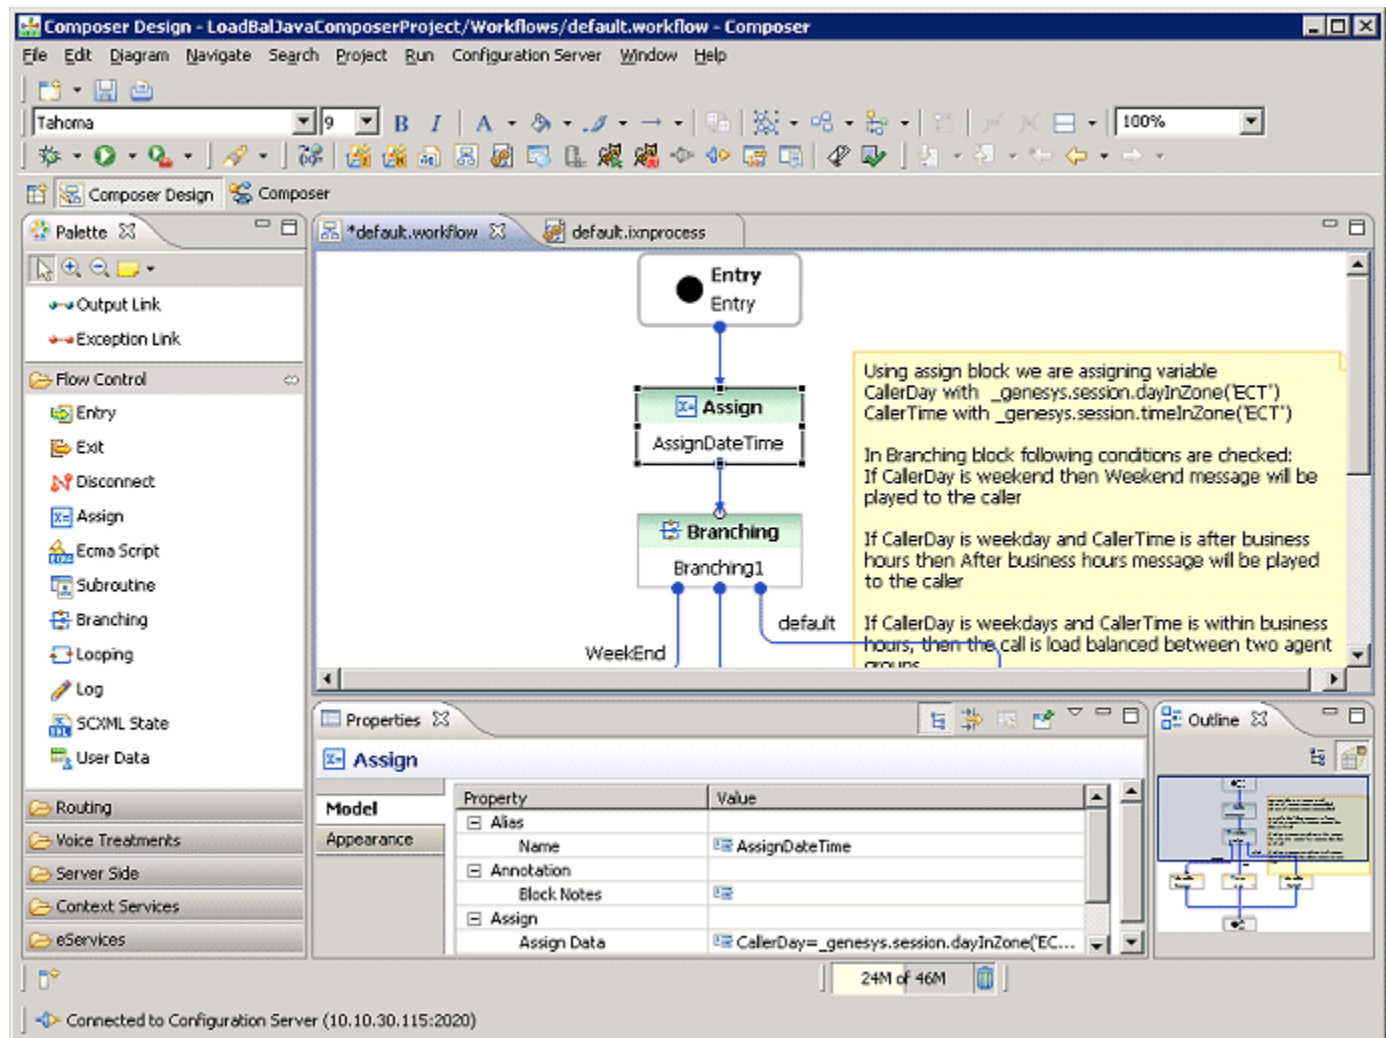 Composer Design - LoadBalJavaComposerProject/Workflows/default.workflow - Composer
File Edit Diagram Navigate Search Project Run Configuration Server Window Help
Tahoma 9 B I A 100%
Composer Design Composer
Palette
*default.workflow default.ixnprocess
Output Link
Exception Link
Flow Control
Entry
Exit
Disconnect
Assign
Ecma Script
Subroutine
Branching
Looping
Log
SCXML State
User Data
Routing
Voice Treatments
Server Side
Context Services
eServices
Entry
Entry
Assign
AssignDateTime
Branching
Branching1
default
WeekEnd
Using assign block we are assigning variable
CallerDay with _genesys.session.dayInZone('ECT')
CallerTime with _genesys.session.timeInZone('ECT')
In Branching block following conditions are checked:
If CallerDay is weekend then Weekend message will be
played to the caller
If CallerDay is weekday and CallerTime is after business
hours then After business hours message will be played
to the caller
If CallerDay is weekdays and CallerTime is within business
hours, then the call is load balanced between two agent
groups
Properties
Assign
Model
Appearance
Property Value
Alias
Name AssignDateTime
Annotation
Block Notes
Assign
Assign Data CallerDay=_genesys.session.dayInZone('EC...
Outline
24M of 46M
Connected to Configuration Server (10.10.30.115:2020)